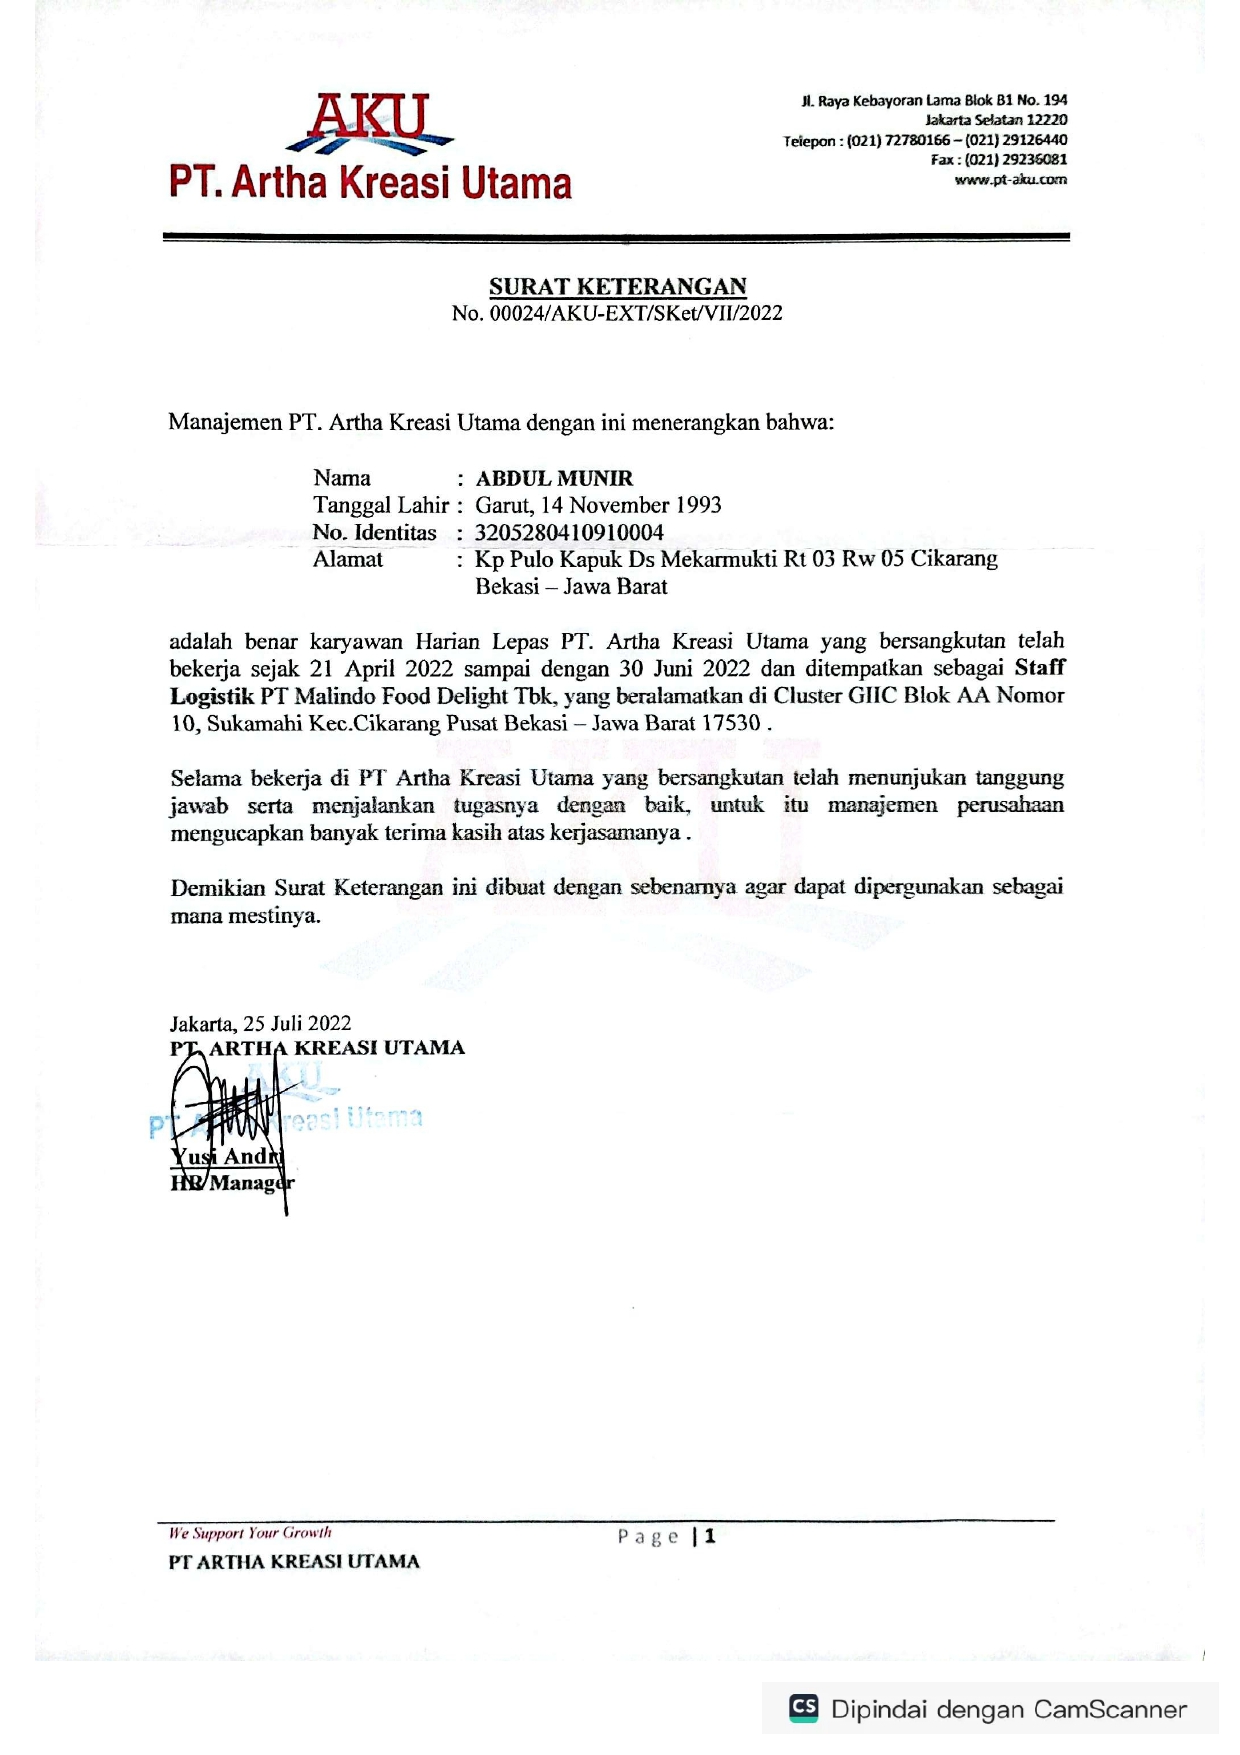 AKU
PT. Artha Kreasi Utama
Jl. Raya Kebayoran Lama Blok B1 No. 194
Jakarta Selatan 12220
Telepon : (021) 72780166 – (021) 29126440
Fax : (021) 29236081
www.pt-aku.com
SURAT KETERANGAN
No. 00024/AKU-EXT/SKet/VII/2022
Manajemen PT. Artha Kreasi Utama dengan ini menerangkan bahwa:
Nama : ABDUL MUNIR
Tanggal Lahir : Garut, 14 November 1993
No. Identitas : 3205280410910004
Alamat : Kp Pulo Kapuk Ds Mekarmukti Rt 03 Rw 05 Cikarang
Bekasi – Jawa Barat
adalah benar karyawan Harian Lepas PT. Artha Kreasi Utama yang bersangkutan telah
bekerja sejak 21 April 2022 sampai dengan 30 Juni 2022 dan ditempatkan sebagai Staff
Logistik PT Malindo Food Delight Tbk, yang beralamatkan di Cluster GIIC Blok AA Nomor
10, Sukamahi Kec.Cikarang Pusat Bekasi – Jawa Barat 17530 .
Selama bekerja di PT Artha Kreasi Utama yang bersangkutan telah menunjukan tanggung
jawab serta menjalankan tugasnya dengan baik, untuk itu manajemen perusahaan
mengucapkan banyak terima kasih atas kerjasamanya .
Demikian Surat Keterangan ini dibuat dengan sebenarnya agar dapat dipergunakan sebagai
mana mestinya.
AKU
Jakarta, 25 Juli 2022
PT. ARTHA KREASI UTAMA
AKU
PT Artha Kreasi Utama
Yusi Andri
HR Manager
We Support Your Growth
Page | 1
PT ARTHA KREASI UTAMA
CS Dipindai dengan CamScanner